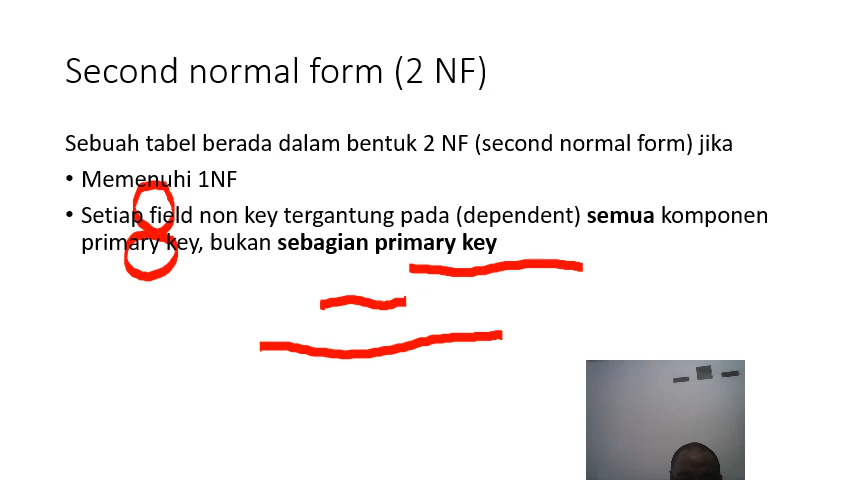 Second normal form (2 NF)
Sebuah tabel berada dalam bentuk 2 NF (second normal form) jika
• Memenuhi 1NF
• Setiap field non key tergantung pada (dependent) semua komponen
primary key, bukan sebagian primary key